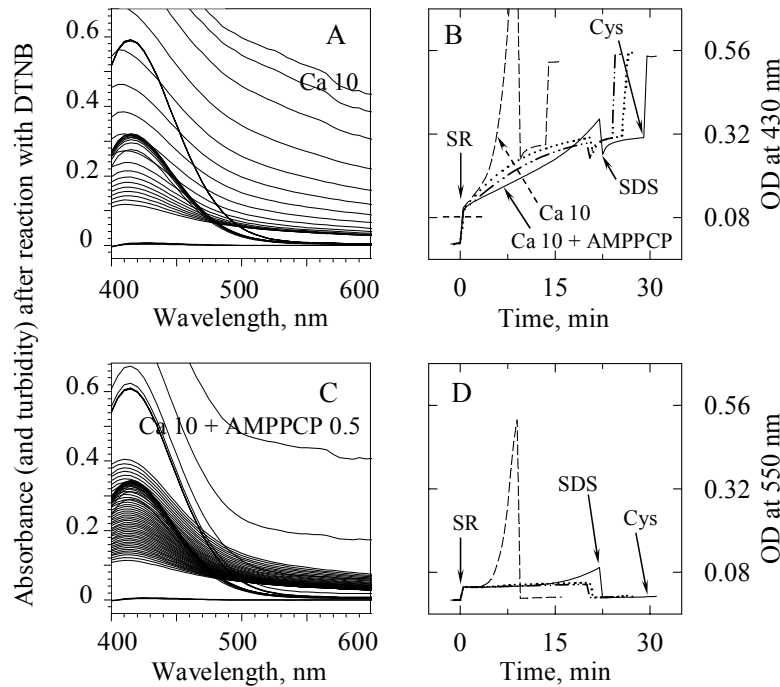 Absorbance (and turbidity) after reaction with DTNB
A
Ca 10
0.6
0.4
0.2
0
400
500
600
Wavelength, nm
B
Cys
SR
SDS
Ca 10
Ca 10 + AMPPCP
0.56
0.32
0.08
OD at 430 nm
0
15
30
Time, min
C
Ca 10 + AMPPCP 0.5
0.6
0.4
0.2
0
400
500
600
Wavelength, nm
D
SDS
SR
Cys
0.56
0.32
0.08
OD at 550 nm
0
15
30
Time, min